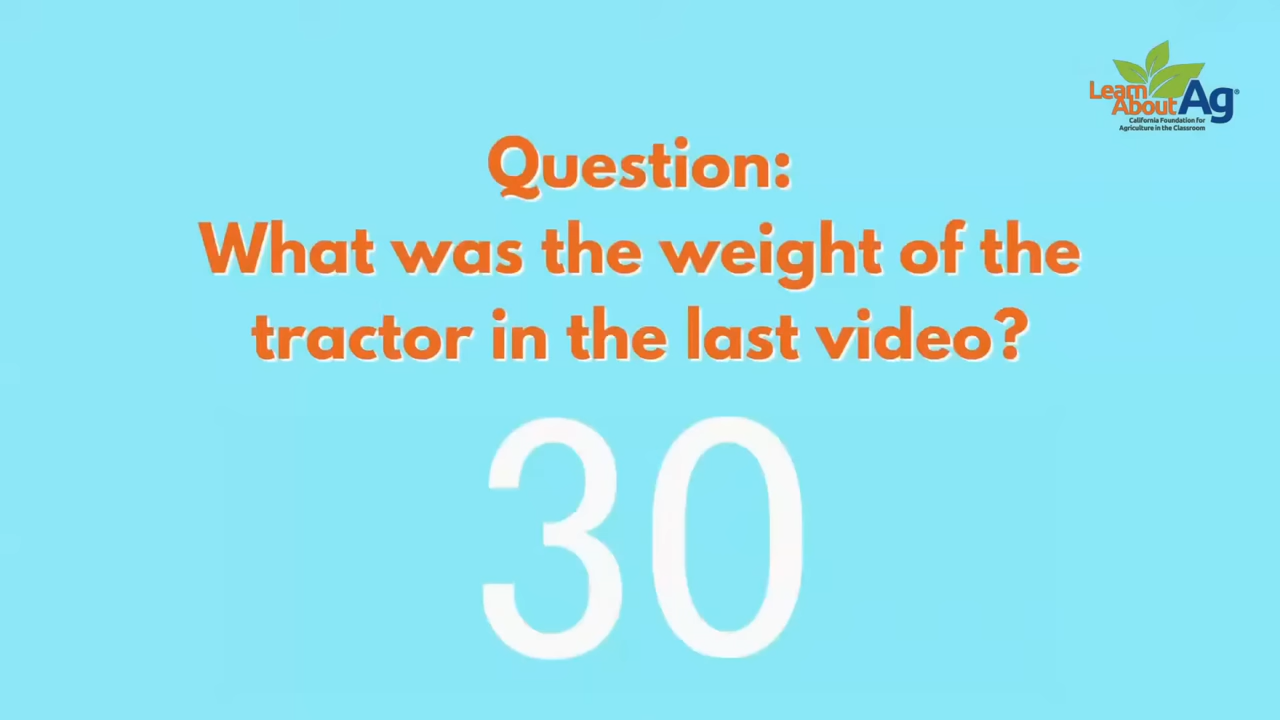 Learn
About Ag®
California Foundation for
Agriculture in the Classroom
Question:
What was the weight of the
tractor in the last video?
30